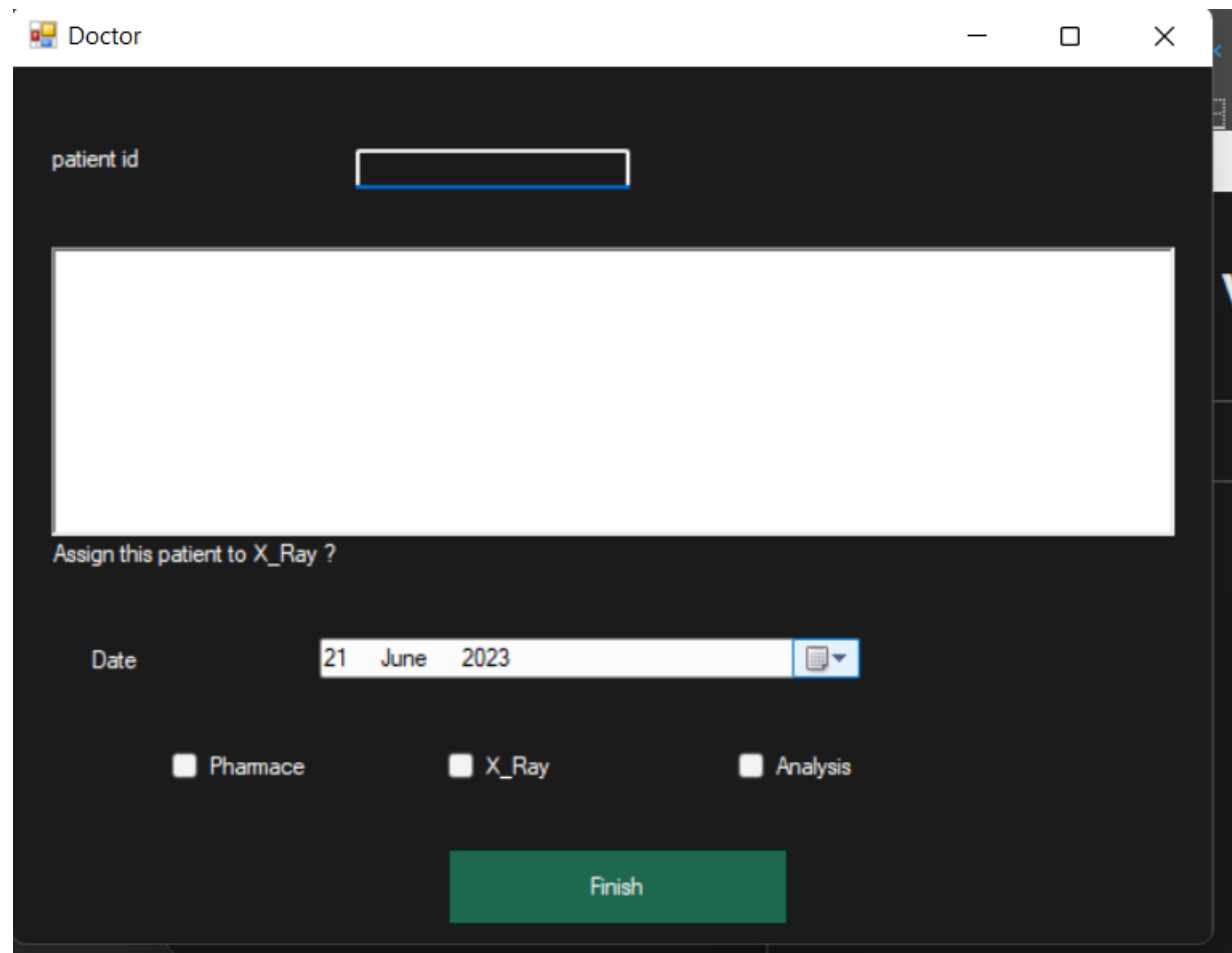 Doctor
patient id
Assign this patient to X_Ray ?
Date 21 June 2023
Pharmace X_Ray Analysis
Finish